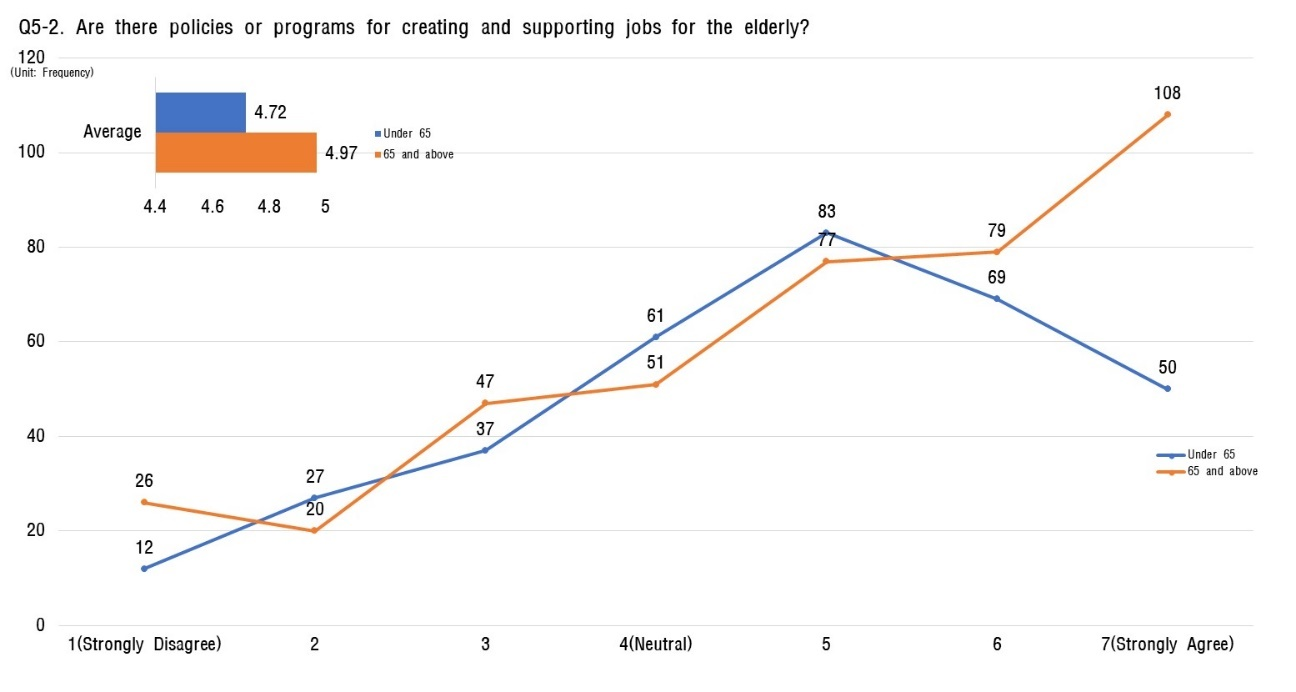 Q5-2. Are there policies or programs for creating and supporting jobs for the elderly?
120
(Unit: Frequency)
4.72
Average
4.97
Under 65
65 and above
4.4 4.6 4.8 5
100
80
60
40
20
0
26
12
27
20
47
37
61
51
83
77
79
69
108
50
Under 65
65 and above
1(Strongly Disagree) 2 3 4(Neutral) 5 6 7(Strongly Agree)